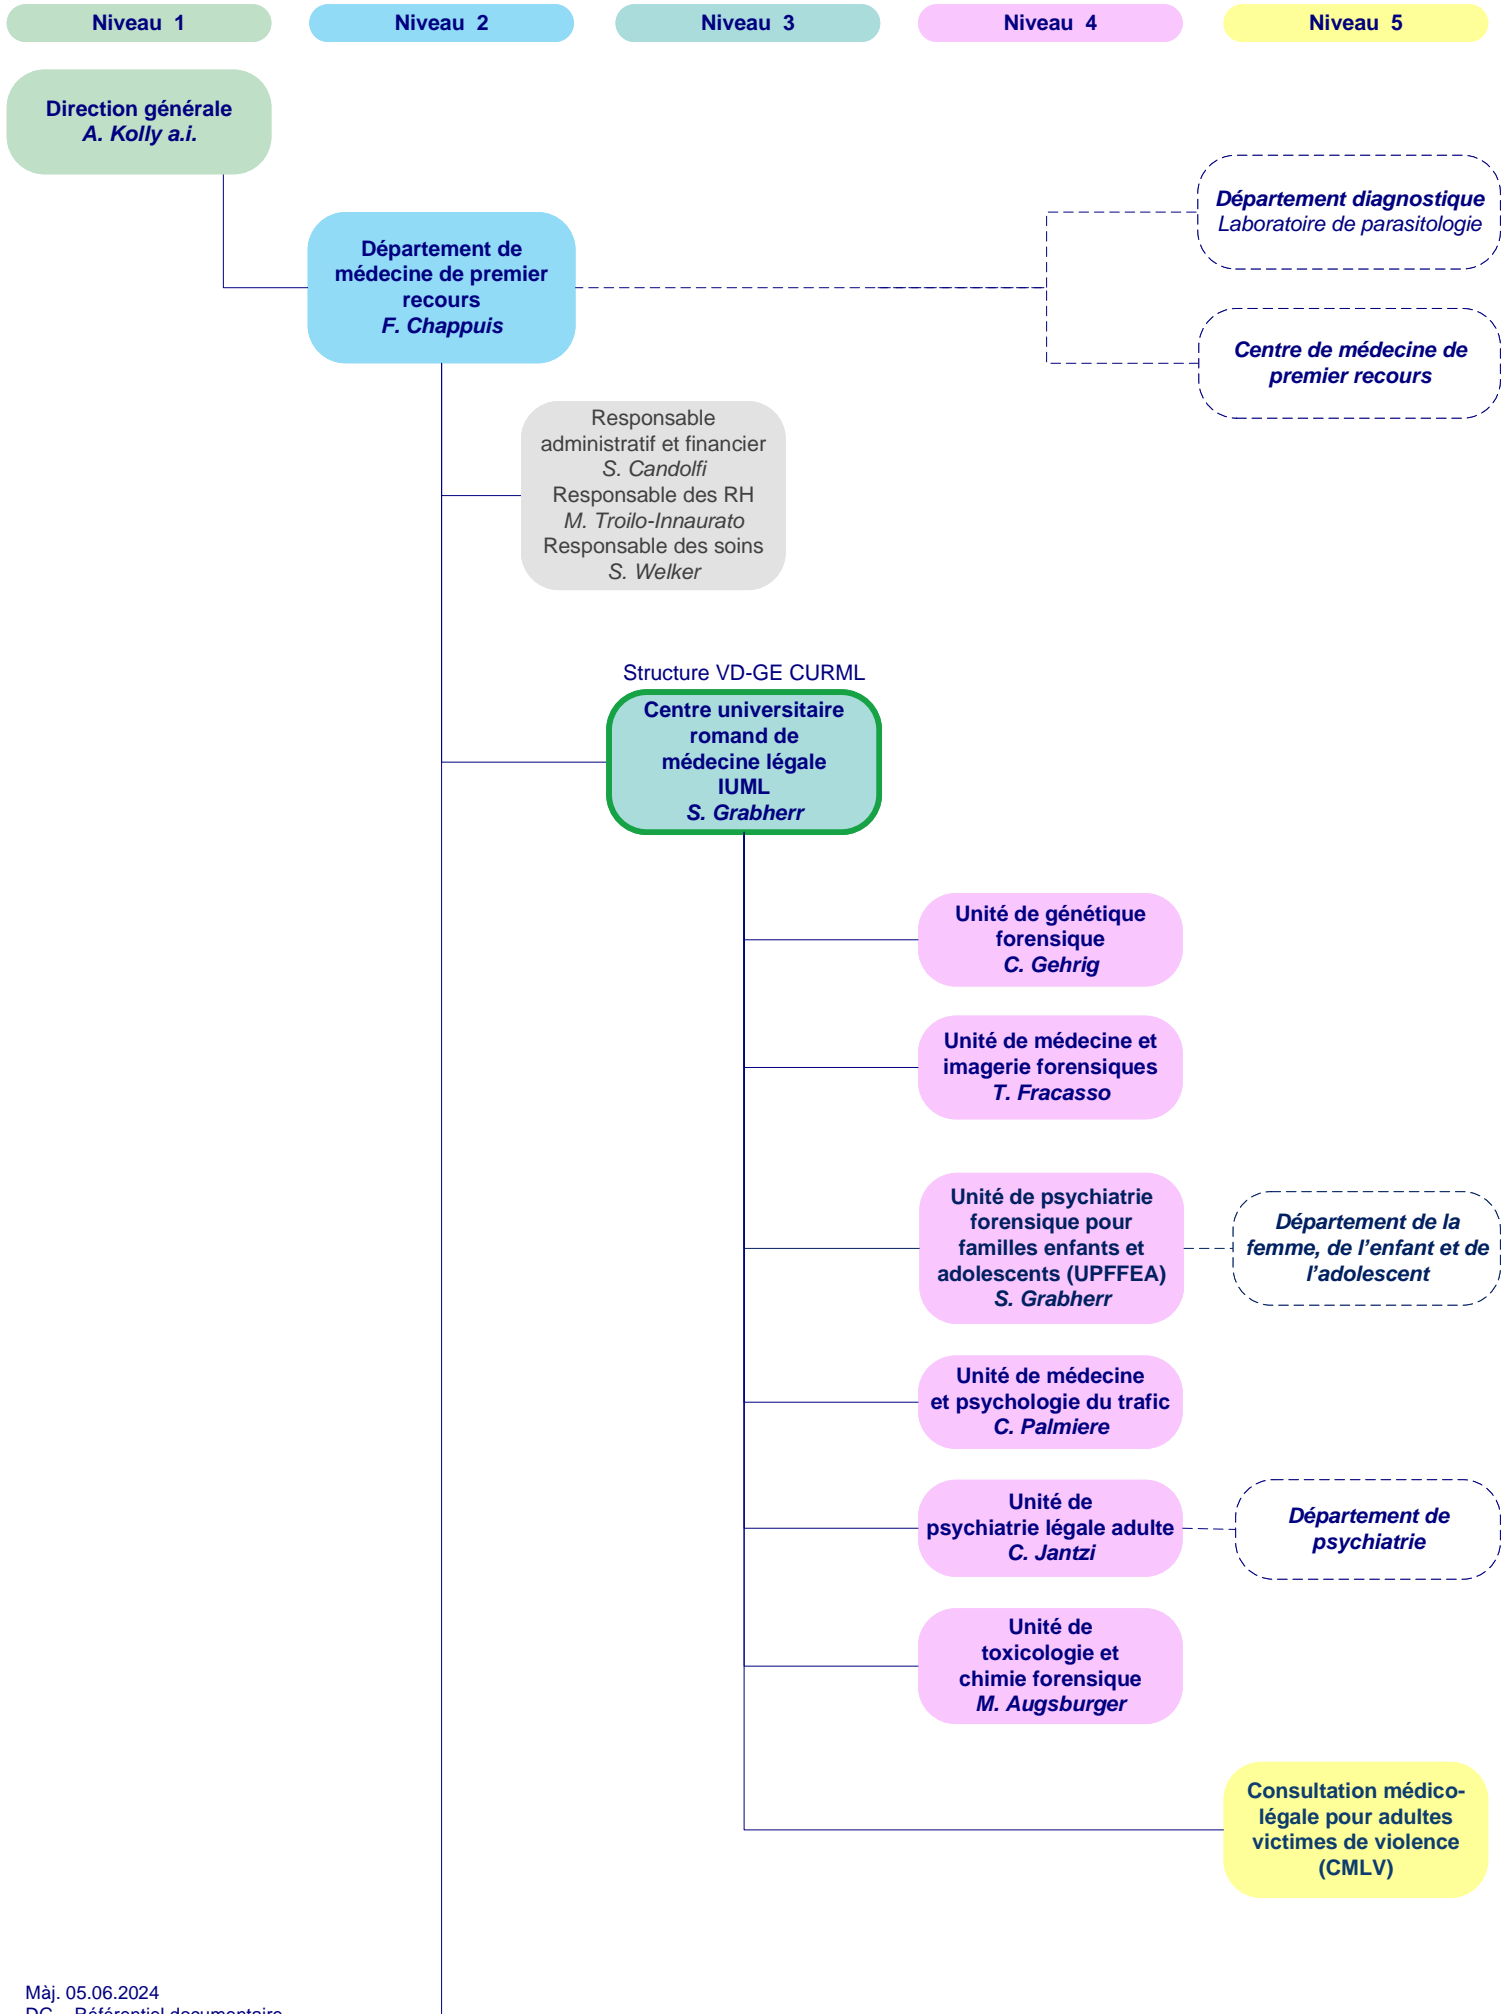 Niveau 1
Niveau 2
Niveau 3
Niveau 4
Niveau 5
Direction générale
A. Kolly a.i.
Département de
médecine de premier
recours
F. Chappuis
Département diagnostique
Laboratoire de parasitologie
Centre de médecine de
premier recours
Responsable
administratif et financier
S. Candolfi
Responsable des RH
M. Troilo-Innaurato
Responsable des soins
S. Welker
Structure VD-GE CURML
Centre universitaire
romand de
médecine légale
IUML
S. Grabherr
Unité de génétique
forensique
C. Gehrig
Unité de médecine et
imagerie forensiques
T. Fracasso
Unité de psychiatrie
forensique pour
familles enfants et
adolescents (UPFFEA)
S. Grabherr
Département de la
femme, de l’enfant et de
l’adolescent
Unité de médecine
et psychologie du trafic
C. Palmiere
Unité de
psychiatrie légale adulte
C. Jantzi
Département de
psychiatrie
Unité de
toxicologie et
chimie forensique
M. Augsburger
Consultation médico-
légale pour adultes
victimes de violence
(CMLV)
Màj. 05.06.2024
DG – Référentiel documentaire